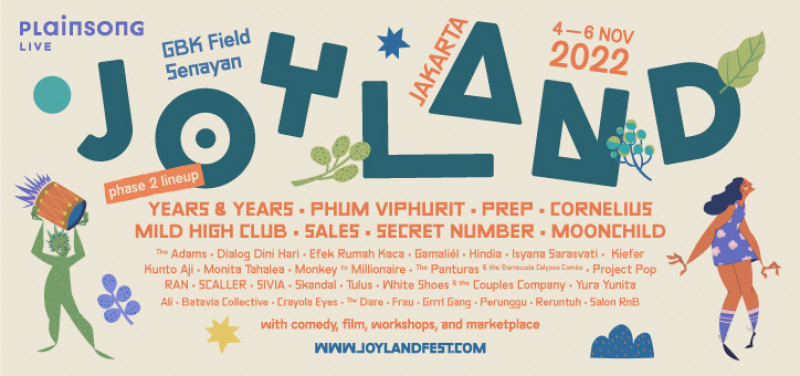 PLAINSONG
LIVE
GBK Field
Senayan
JAKARTA
4—6 NOV
2022
JOYLAND
phase 2 lineup
YEARS & YEARS • PHUM VIPHURIT • PREP • CORNELIUS
MILD HIGH CLUB • SALES • SECRET NUMBER • MOONCHILD
The Adams • Dialog Dini Hari • Efek Rumah Kaca • Gamaliél • Hindia • Isyana Sarasvati • Kiefer
Kunto Aji • Monita Tahalea • Monkey to Millionaire • The Panturas & the Barracuda Calypso Combo • Project Pop
RAN • SCALLER • SIVIA • Skandal • Tulus • White Shoes & the Couples Company • Yura Yunita
Ali • Batavia Collective • Crayola Eyes • The Dare • Frau • Grrrl Gang • Perunggu • Reruntuh • Salon RnB
with comedy, film, workshops, and marketplace
WWW.JOYLANDFEST.COM